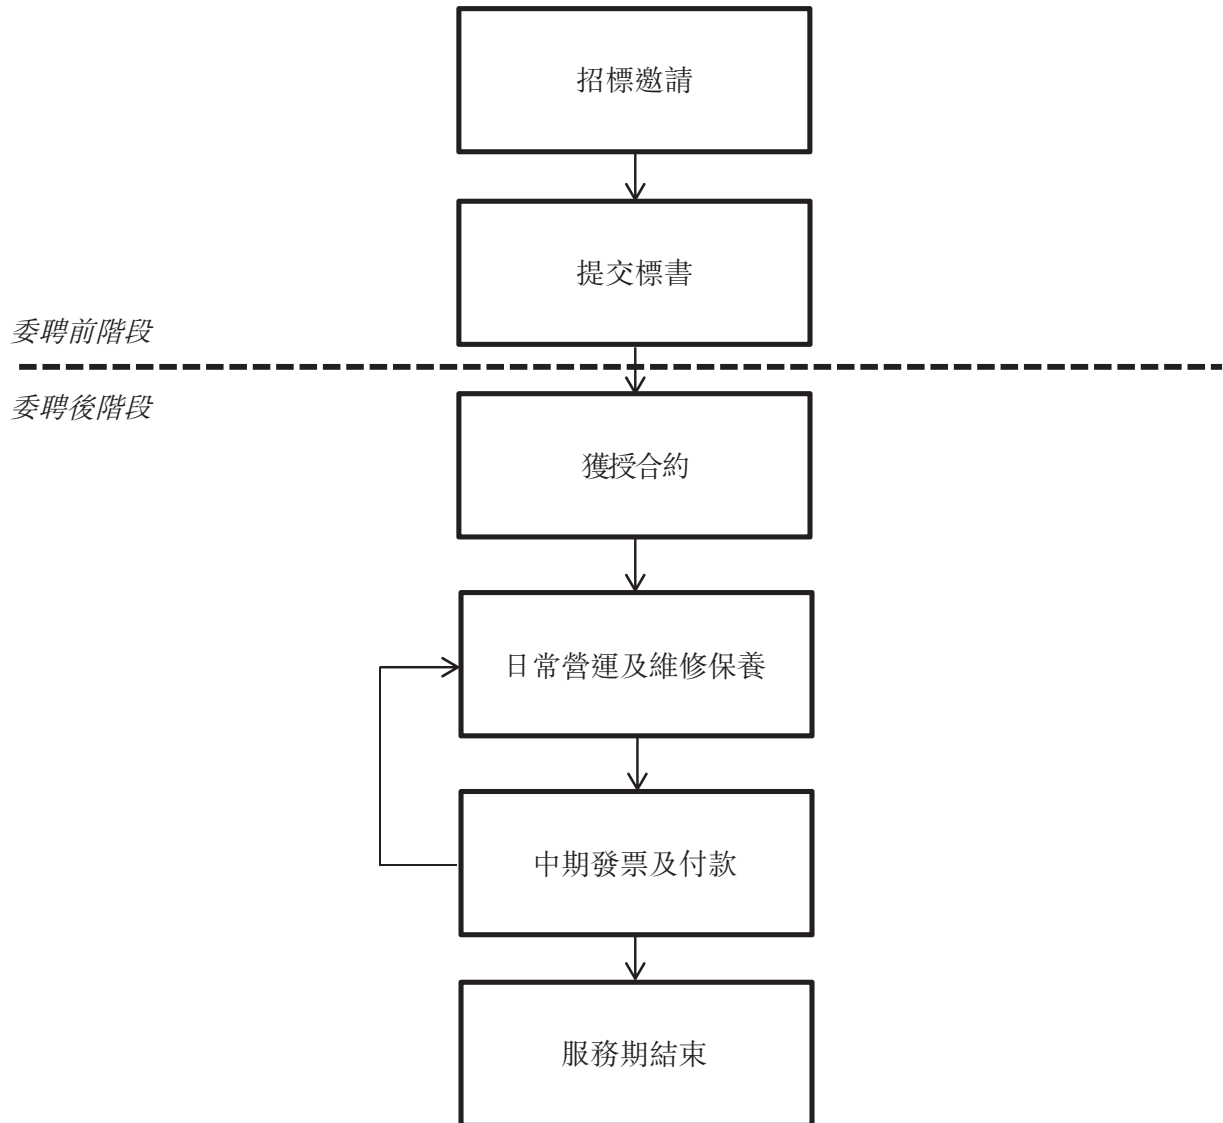 招標邀請
提交標書
委聘前階段
委聘後階段
獲授合約
日常營運及維修保養
中期發票及付款
服務期結束